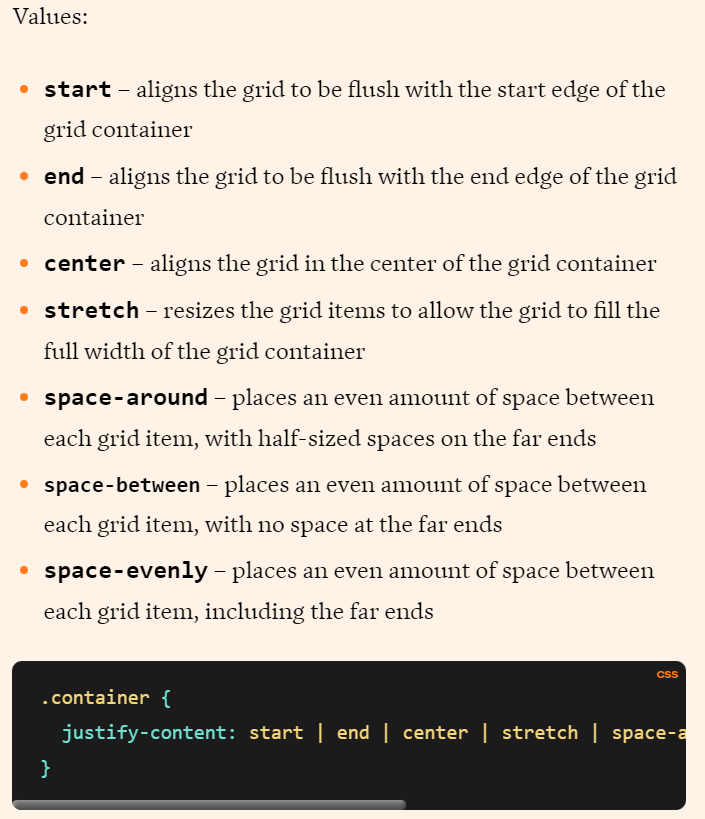 Values:
start – aligns the grid to be flush with the start edge of the
grid container
end – aligns the grid to be flush with the end edge of the grid
container
center – aligns the grid in the center of the grid container
stretch – resizes the grid items to allow the grid to fill the
full width of the grid container
space-around – places an even amount of space between
each grid item, with half-sized spaces on the far ends
space-between – places an even amount of space between
each grid item, with no space at the far ends
space-evenly – places an even amount of space between
each grid item, including the far ends
CSS
.container {
justify-content: start | end | center | stretch | space-a
}